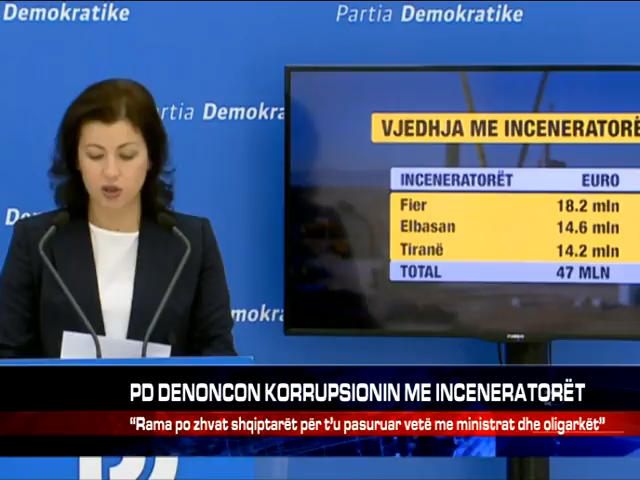 Demokratike
Partia Demokratike
Partia Demokra
De
mokra
VJEDHJA ME INCENERATORË
INCENERATORËT EURO
Fier 18.2 mln
Elbasan 14.6 mln
Tiranë 14.2 mln
TOTAL 47 MLN
PD DENONCON KORRUPSIONIN ME INCENERATORËT
“Rama po zhvat shqiptarët për t'u pasuruar vetë me ministrat dhe oligarkët”